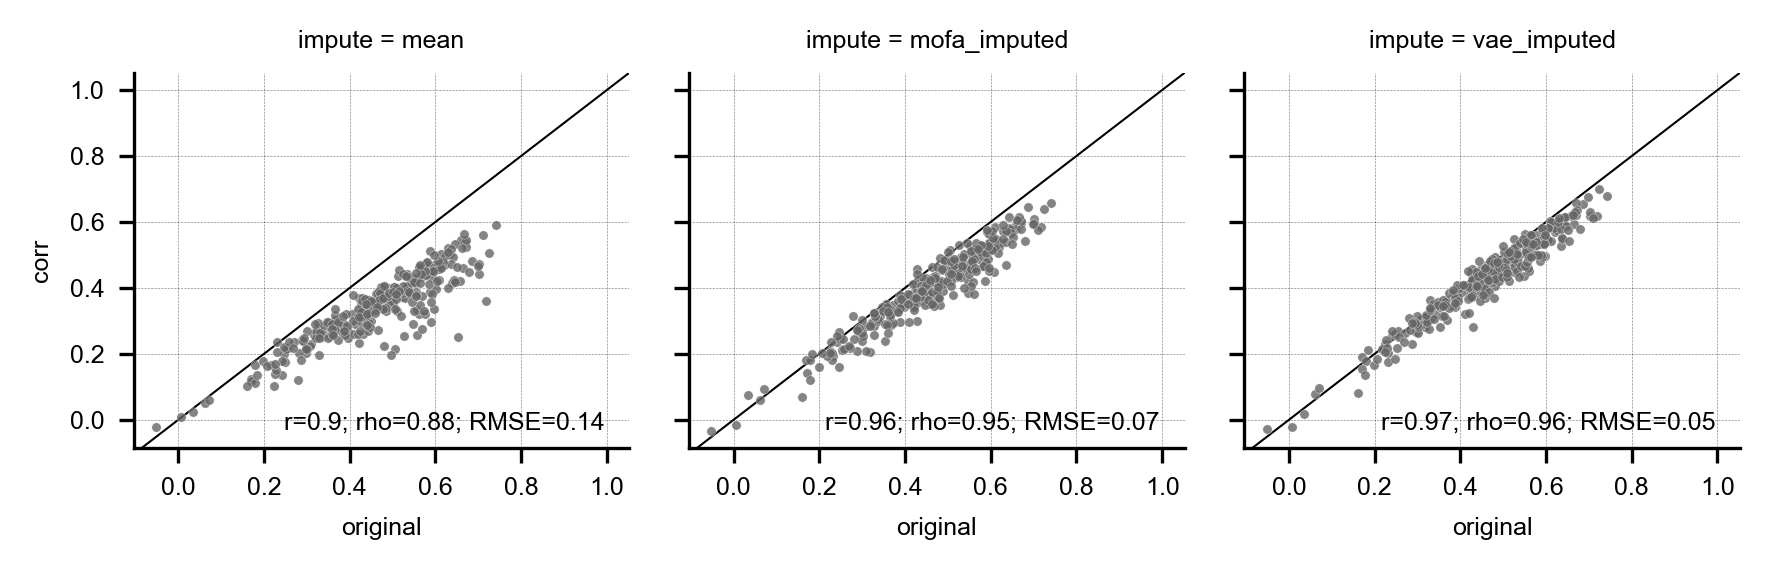 impute = mean
impute = mofa_imputed
impute = vae_imputed
corr
1.0
0.8
0.6
0.4
0.2
0.0
r=0.9; rho=0.88; RMSE=0.14
r=0.96; rho=0.95; RMSE=0.07
r=0.97; rho=0.96; RMSE=0.05
0.0 0.2 0.4 0.6 0.8 1.0
0.0 0.2 0.4 0.6 0.8 1.0
0.0 0.2 0.4 0.6 0.8 1.0
original
original
original